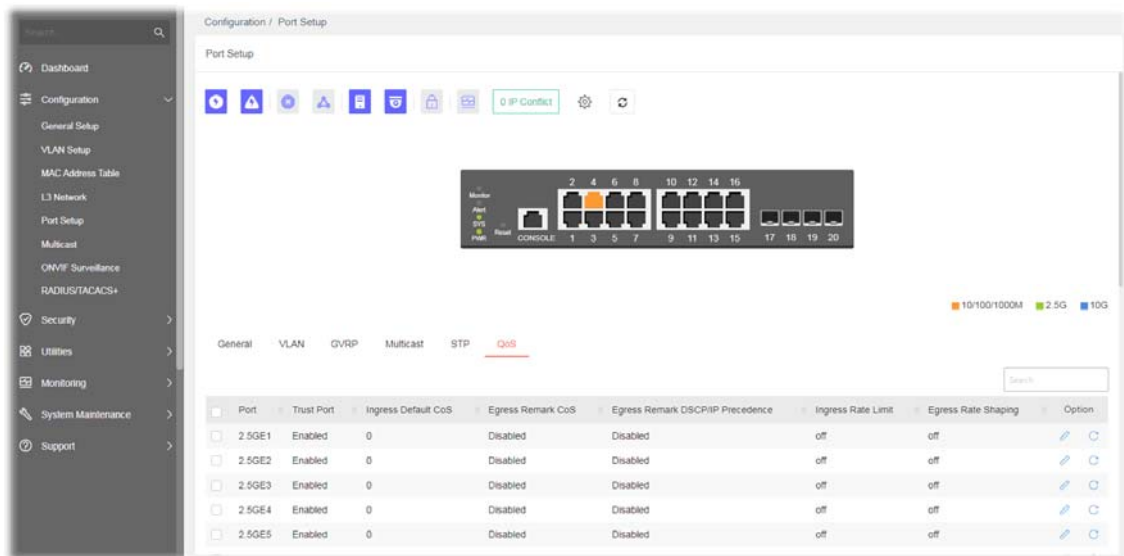 Search
Dashboard
Configuration
General Setup
VLAN Setup
MAC Address Table
L3 Network
Port Setup
Multicast
ONVIF Surveillance
RADIUS/TACACS+
Security
Utilities
Monitoring
System Maintenance
Support
Configuration / Port Setup
Port Setup
0 IP Conflict
2 4 6 8 10 12 14 16
Monitor
Alert
SYS
PWR
Reset
CONSOLE 1 3 5 7 9 11 13 15 17 18 19 20
10/100/1000M 2.5G 10G
General VLAN GVRP Multicast STP QoS
Search
Port Trust Port Ingress Default CoS Egress Remark CoS Egress Remark DSCP/IP Precedence Ingress Rate Limit Egress Rate Shaping Option
2.5GE1 Enabled 0 Disabled Disabled off off
2.5GE2 Enabled 0 Disabled Disabled off off
2.5GE3 Enabled 0 Disabled Disabled off off
2.5GE4 Enabled 0 Disabled Disabled off off
2.5GE5 Enabled 0 Disabled Disabled off off